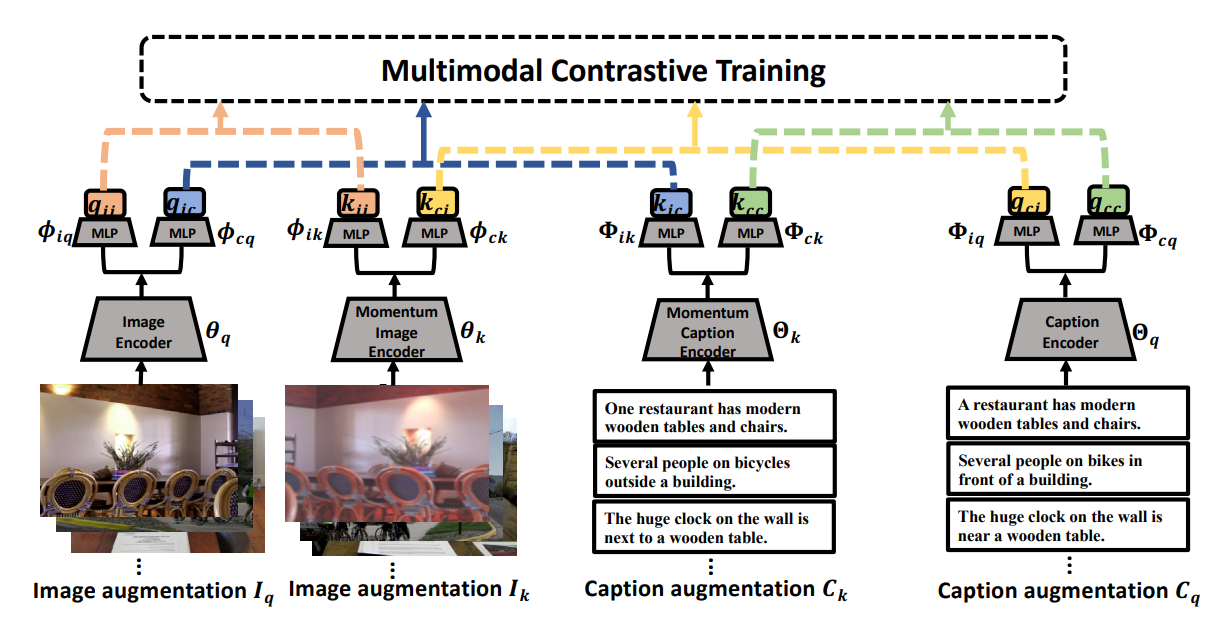 Multimodal Contrastive Training
q_ii
q_ic
k_ii
k_ci
k_ic
k_cc
q_ci
q_cc
ϕ_iq
MLP
MLP
ϕ_cq
ϕ_ik
MLP
MLP
ϕ_ck
Φ_ik
MLP
MLP
Φ_ck
Φ_iq
MLP
MLP
Φ_cq
Image
Encoder
θ_q
Momentum
Image
Encoder
θ_k
Momentum
Caption
Encoder
Θ_k
Caption
Encoder
Θ_q
One restaurant has modern
wooden tables and chairs.
Several people on bicycles
outside a building.
The huge clock on the wall is
next to a wooden table.
A restaurant has modern
wooden tables and chairs.
Several people on bikes in
front of a building.
The huge clock on the wall is
near a wooden table.
Image augmentation I_q
Image augmentation I_k
Caption augmentation C_k
Caption augmentation C_q